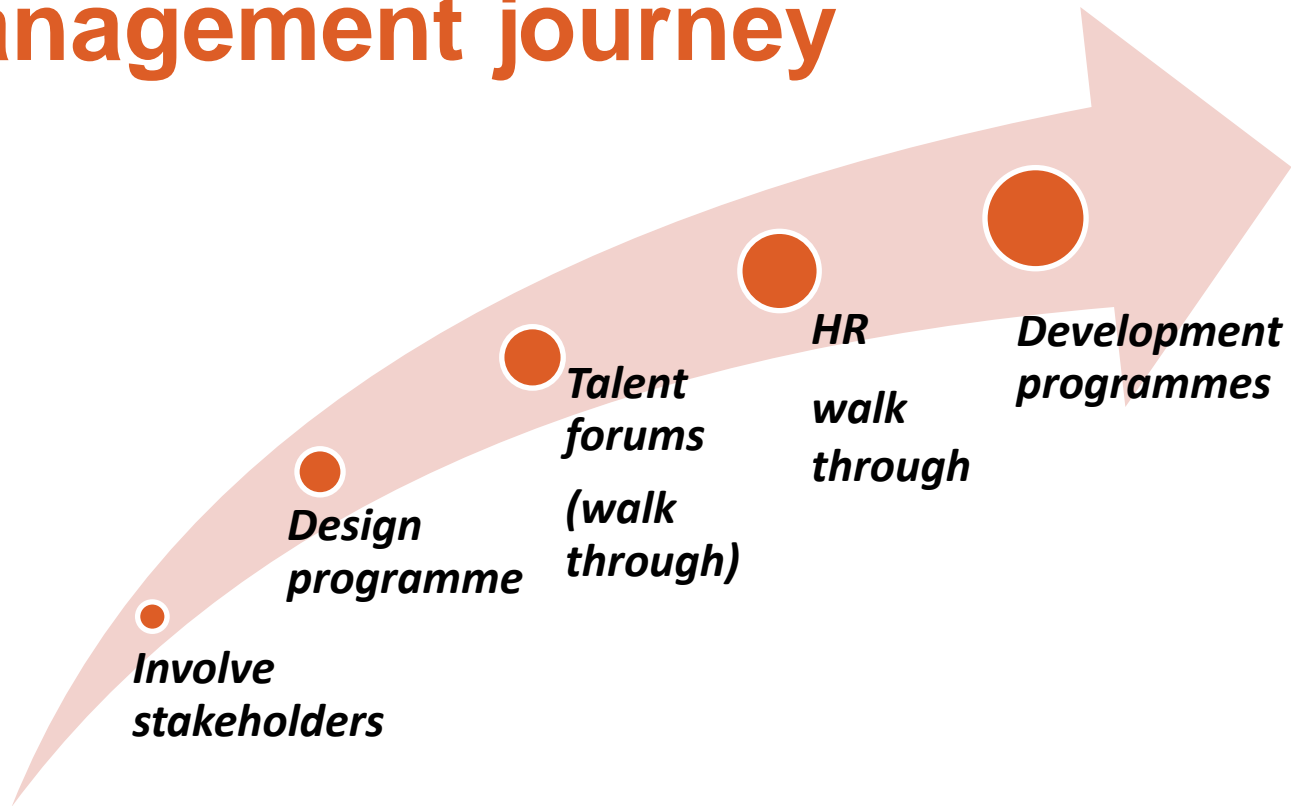 anagement journey
Involve
stakeholders
Design
programme
Talent
forums
(walk
through)
HR
walk
through
Development
programmes